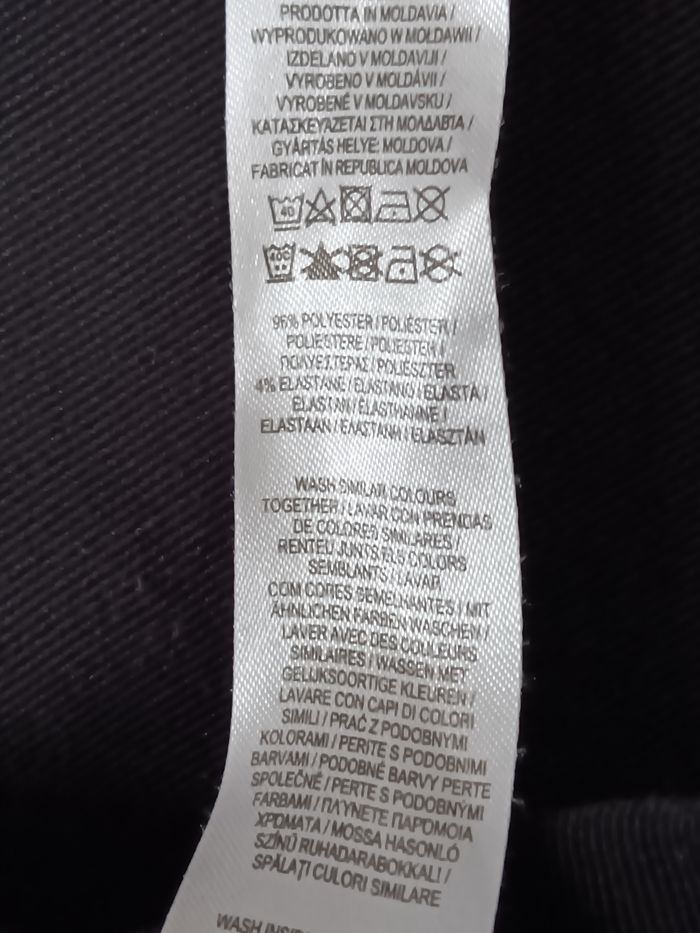 PRODOTTA IN MOLDAVIA /
WYPRODUKOWANO W MOŁDAWII /
IZDELANO V MOLDAVIJI /
VYROBENO V MOLDÁVII /
VYROBENÉ V MOLDAVSKU /
ΚΑΤΑΣΚΕΥΑΖΕΤΑΙ ΣΤΗ ΜΟΛΔΑΒΙΑ /
GYÁRTÁS HELYE: MOLDOVA /
FABRICAT ÎN REPUBLICA MOLDOVA
40
40C
96% POLYESTER / POLIÉSTER /
POLIESTERE / POLIESTER /
ΠΟΛΥΕΣΤΕΡΑΣ / POLIÉSZTER
4% ELASTANE / ELASTANO / ELASTÀ /
ELASTAN / ÉLASTHANNE /
ELASTAAN / ΕΛΑΣΤΑΝΗ / ELASZTÁN
WASH SIMILAR COLOURS
TOGETHER / LAVAR CON PRENDAS
DE COLORES SIMILARES /
RENTEU JUNTS ELS COLORS
SEMBLANTS / LAVAR
COM CORES SEMELHANTES / MIT
ÄHNLICHEN FARBEN WASCHEN /
LAVER AVEC DES COULEURS
SIMILAIRES / WASSEN MET
GELIJKSOORTIGE KLEUREN /
LAVARE CON CAPI DI COLORI
SIMILI / PRAĆ Z PODOBNYMI
KOLORAMI / PERITE S PODOBNIMI
BARVAMI / PODOBNÉ BARVY PERTE
SPOLEČNĚ / PERTE S PODOBNÝMI
FARBAMI / ΠΛΥΝΕΤΕ ΠΑΡΟΜΟΙΑ
ΧΡΩΜΑΤΑ / MOSSA HASONLÓ
SZÍNŰ RUHADARABOKKAL! /
SPĂLAȚI CULORI SIMILARE
WASH